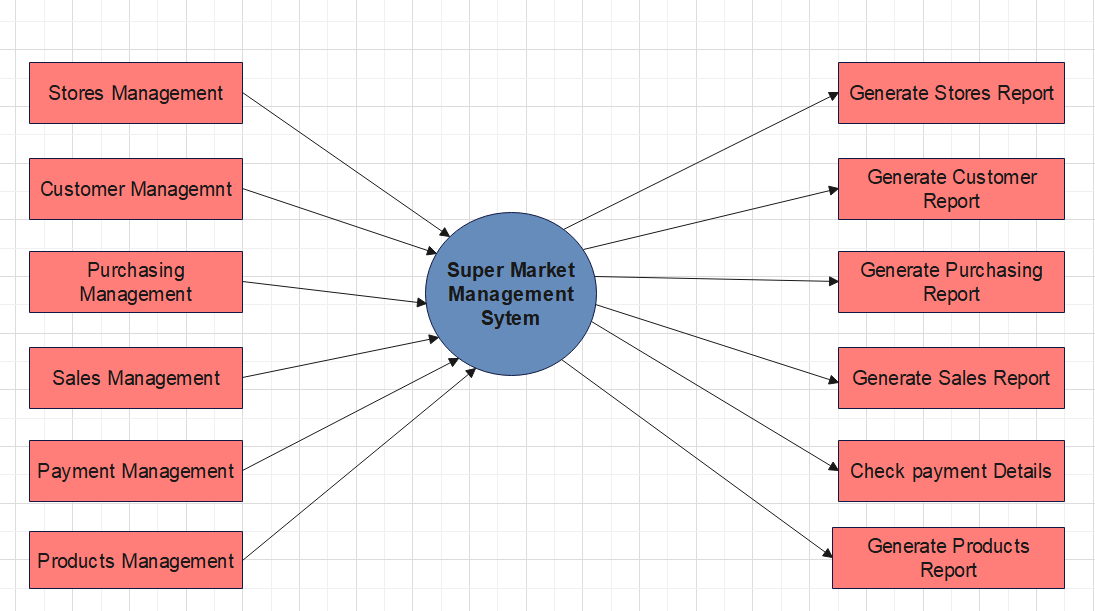 Stores Management
Customer Managemnt
Purchasing
Management
Sales Management
Payment Management
Products Management
Super Market
Management
Sytem
Generate Stores Report
Generate Customer
Report
Generate Purchasing
Report
Generate Sales Report
Check payment Details
Generate Products
Report